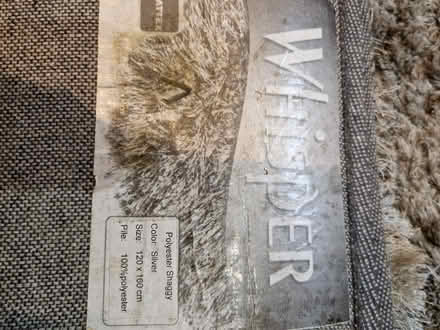 WHiSPER
Polyester Shaggy
Color: Silver
Size: 120 x 160 cm
Pile: 100%polyester